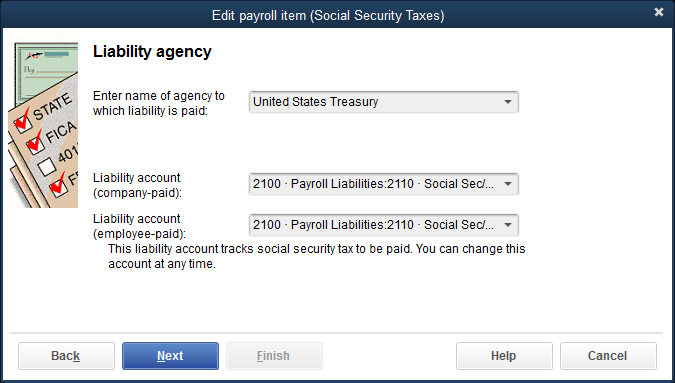 Edit payroll item (Social Security Taxes)
Liability agency
Enter name of agency to
which liability is paid:
United States Treasury
Liability account
(company-paid):
2100 · Payroll Liabilities:2110 · Social Sec/...
Liability account
(employee-paid):
2100 · Payroll Liabilities:2110 · Social Sec/...
This liability account tracks social security tax to be paid. You can change this
account at any time.
STATE
FICA
401
Back
Next
Finish
Help
Cancel